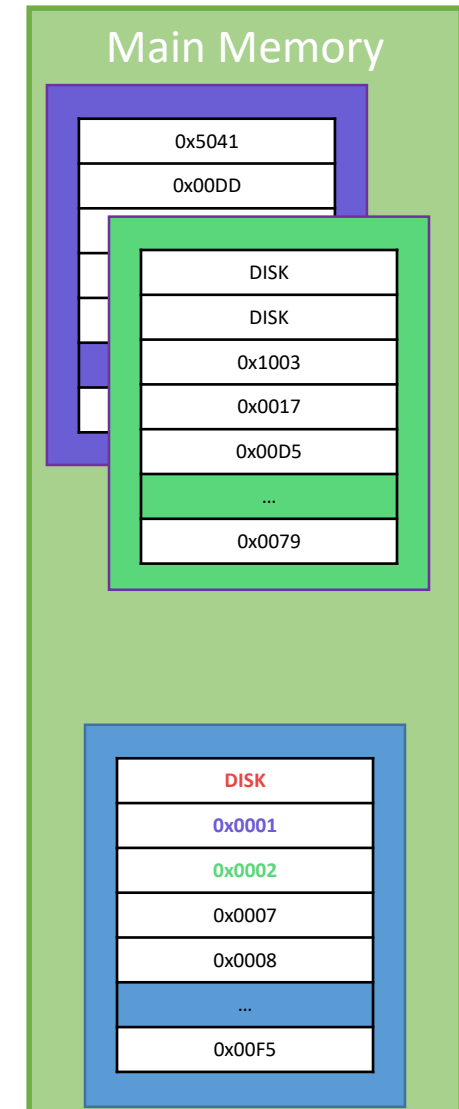 Main Memory
0x5041
0x00DD
DISK
DISK
0x1003
0x0017
0x00D5
...
0x0079
DISK
0x0001
0x0002
0x0007
0x0008
...
0x00F5